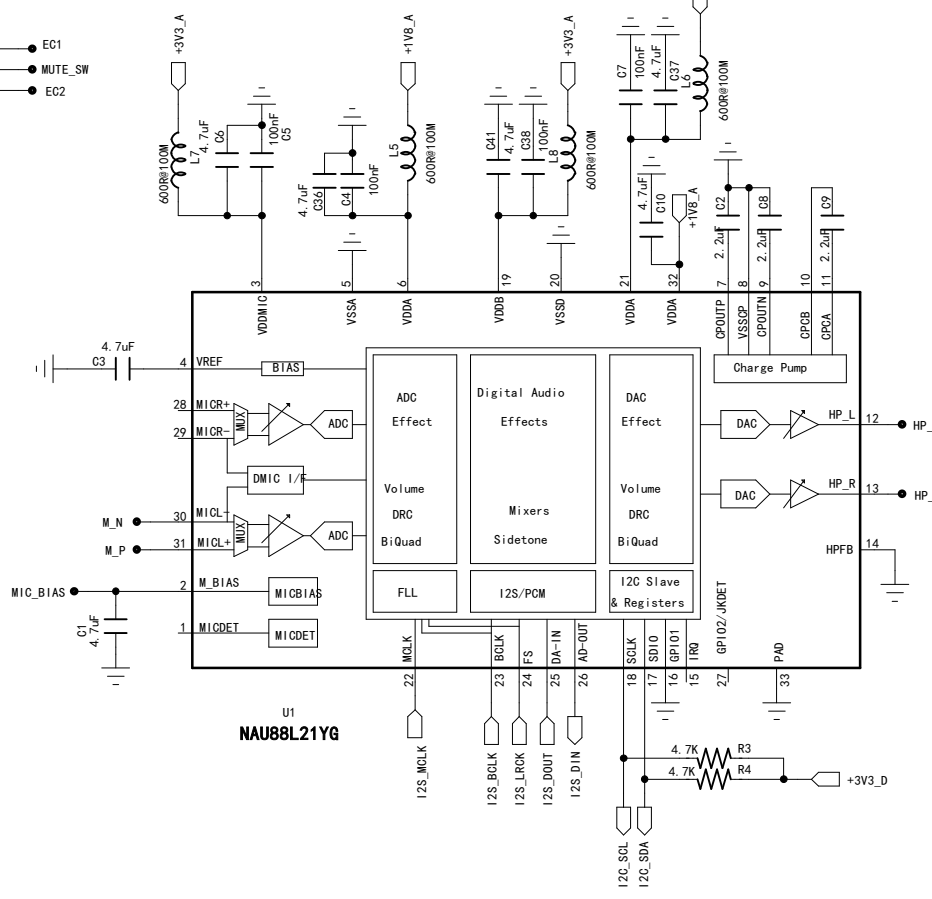 EC1
MUTE_SW
EC2
+3V3_A
L7
600R@100M
4.7uF
C6
100nF
C5
4.7uF
C36
C4
100nF
+1V8_A
L5
600R@100M
C41
4.7uF
C38
100nF
+3V3_A
L8
600R@100M
C7
100nF
4.7uF
C37
L6
600R@100M
4.7uF
C10
+1V8_A
C2
2.2uF
C8
2.2uF
C9
2.2uF
3
5
6
19
20
21
32
7
8
9
10
11
VDDMIC
VSSA
VDDA
VDDB
VSSD
VDDA
VDDA
CPOUTP
VSSCP
CPOUTN
CPCB
CPCA
Charge Pump
4.7uF
C3
4
VREF
BIAS
28
MICR+
29
MICR-
MUX
ADC
DMIC I/F
M_N
30
MICL-
M_P
31
MICL+
MUX
ADC
MIC_BIAS
2
M_BIAS
MICBIAS
C1
4.7uF
1
MICDET
MICDET
ADC
Effect
Volume
DRC
BiQuad
Digital Audio
Effects
Mixers
Sidetone
DAC
Effect
Volume
DRC
BiQuad
FLL
I2S/PCM
I2C Slave
& Registers
DAC
HP_L
12
HP_
DAC
HP_R
13
HP_
HPFB
14
MCLK
BCLK
FS
DA-IN
AD-OUT
SCLK
SDIO
GPIO1
IRQ
GPIO2/JKDET
PAD
22
23
24
25
26
18
17
16
15
27
33
U1
NAU88L21YG
I2S_MCLK
I2S_BCLK
I2S_LRCK
I2S_DOUT
I2S_DIN
4.7K
R3
4.7K
R4
+3V3_D
I2C_SCL
I2C_SDA